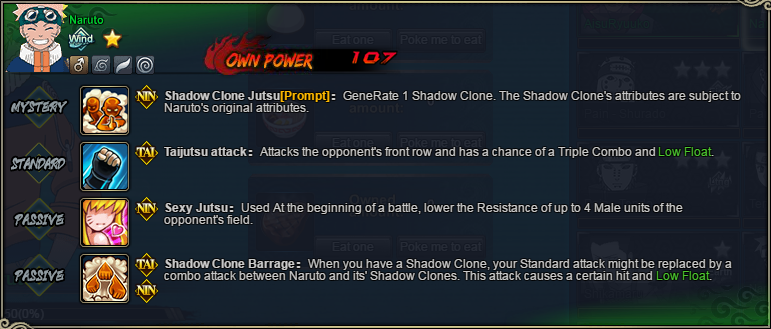 Naruto
Wind
OWN POWER 107
Eat one Poke me to eat
MYSTERY
NIN Shadow Clone Jutsu[Prompt]: GeneRate 1 Shadow Clone. The Shadow Clone's attributes are subject to
Naruto's original attributes.
amount:
STANDARD
TAI Taijutsu attack: Attacks the opponent's front row and has a chance of a Triple Combo and Low Float.
PASSIVE
NIN Sexy Jutsu: Used At the beginning of a battle, lower the Resistance of up to 4 Male units of the
opponent's field.
Eat one Poke me to eat
PASSIVE
TAI Shadow Clone Barrage: When you have a Shadow Clone, your Standard attack might be replaced by a
NIN combo attack between Naruto and its' Shadow Clones. This attack causes a certain hit and Low Float.
50(0%)